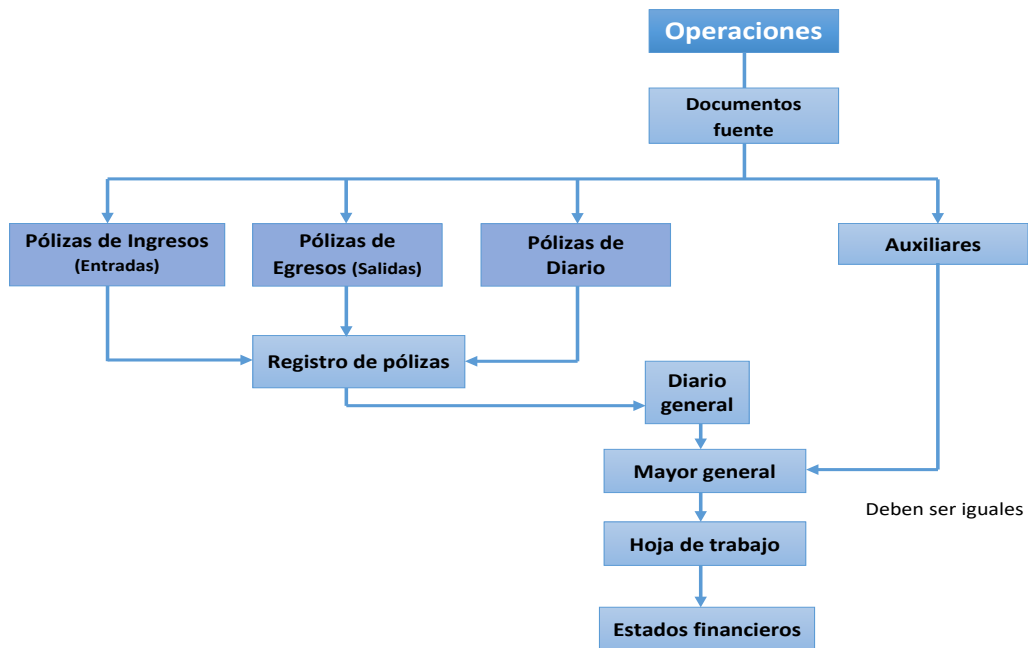 Operaciones
Documentos
fuente
Pólizas de Ingresos
(Entradas)
Pólizas de
Egresos (Salidas)
Pólizas de
Diario
Auxiliares
Registro de pólizas
Diario
general
Mayor general
Deben ser iguales
Hoja de trabajo
Estados financieros